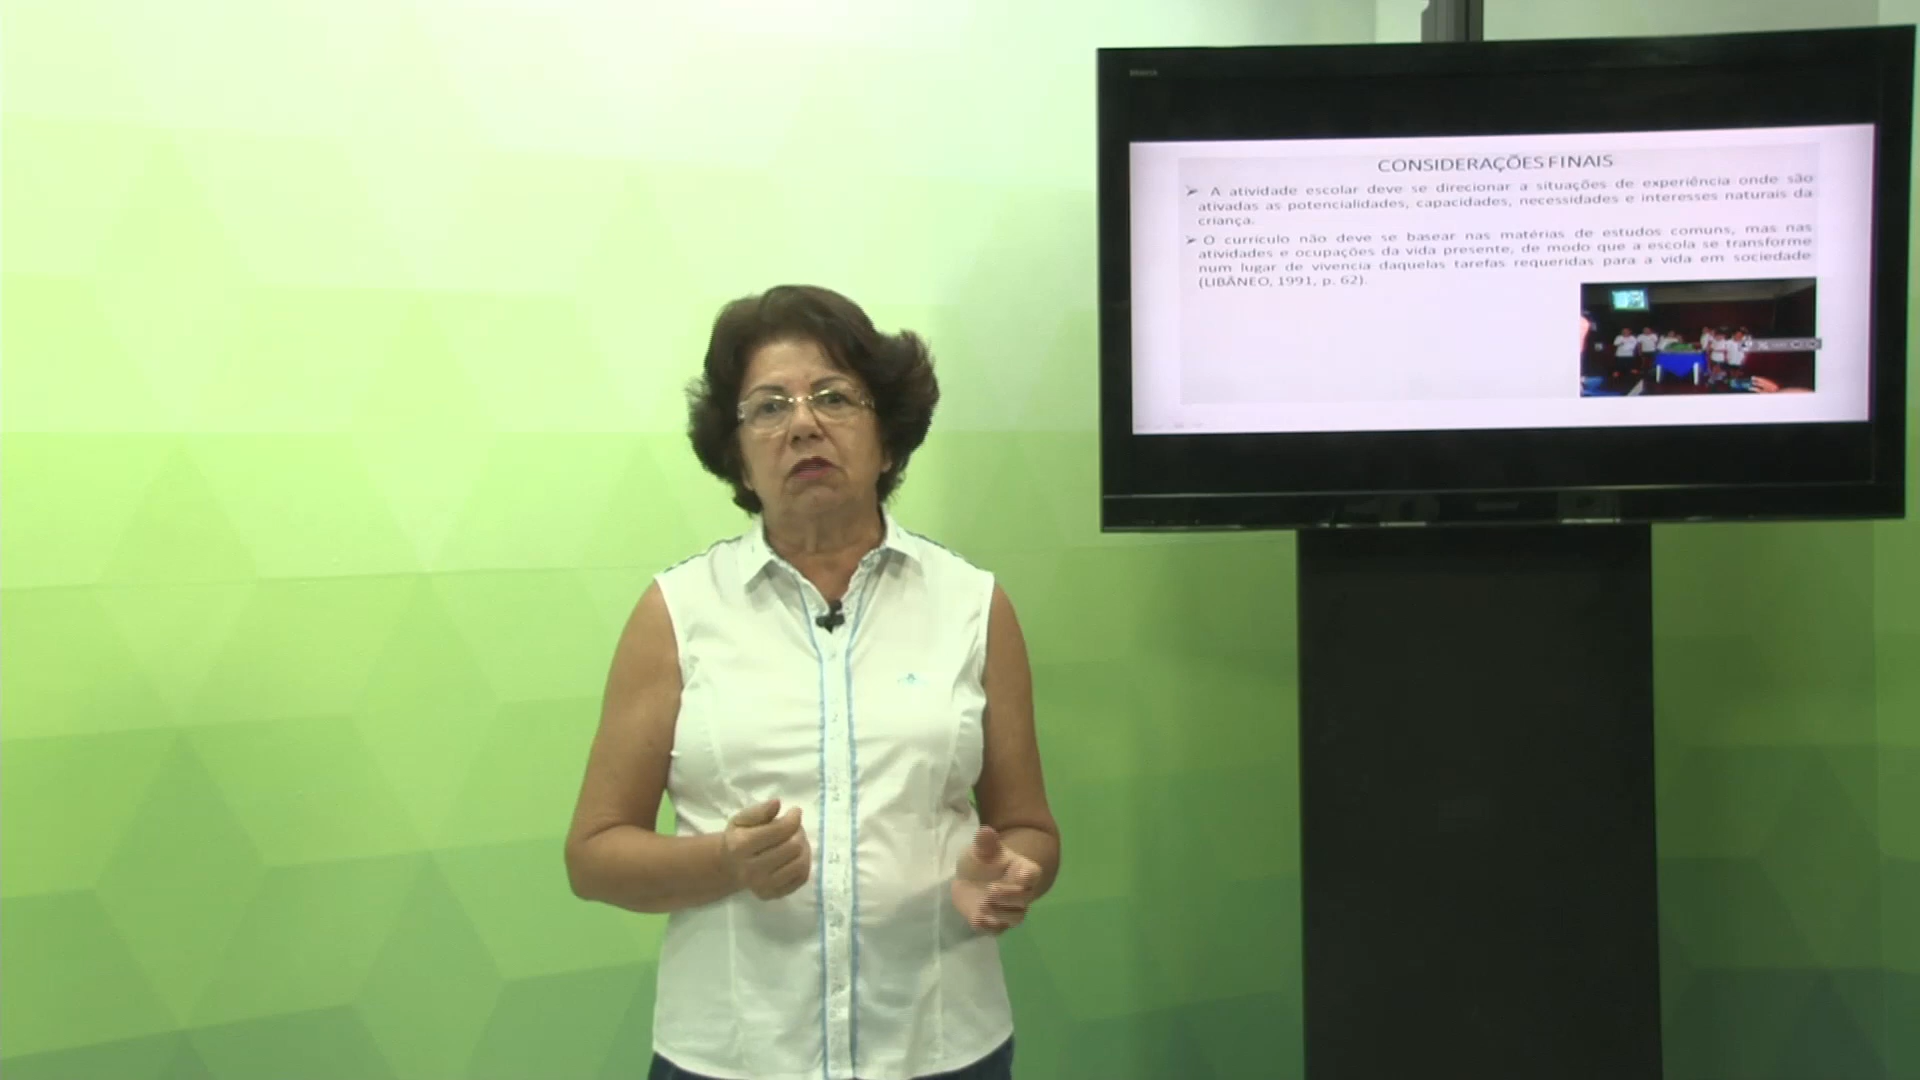 CONSIDERAÇÕES FINAIS
➤ A atividade escolar deve se direcionar a situações de experiência onde são
ativadas as potencialidades, capacidades, necessidades e interesses naturais da
criança.
➤ O currículo não deve se basear nas matérias de estudos comuns, mas nas
atividades e ocupações da vida presente, de modo que a escola se transforme
num lugar de vivencia daquelas tarefas requeridas para a vida em sociedade
(LIBÂNEO, 1991, p. 62).